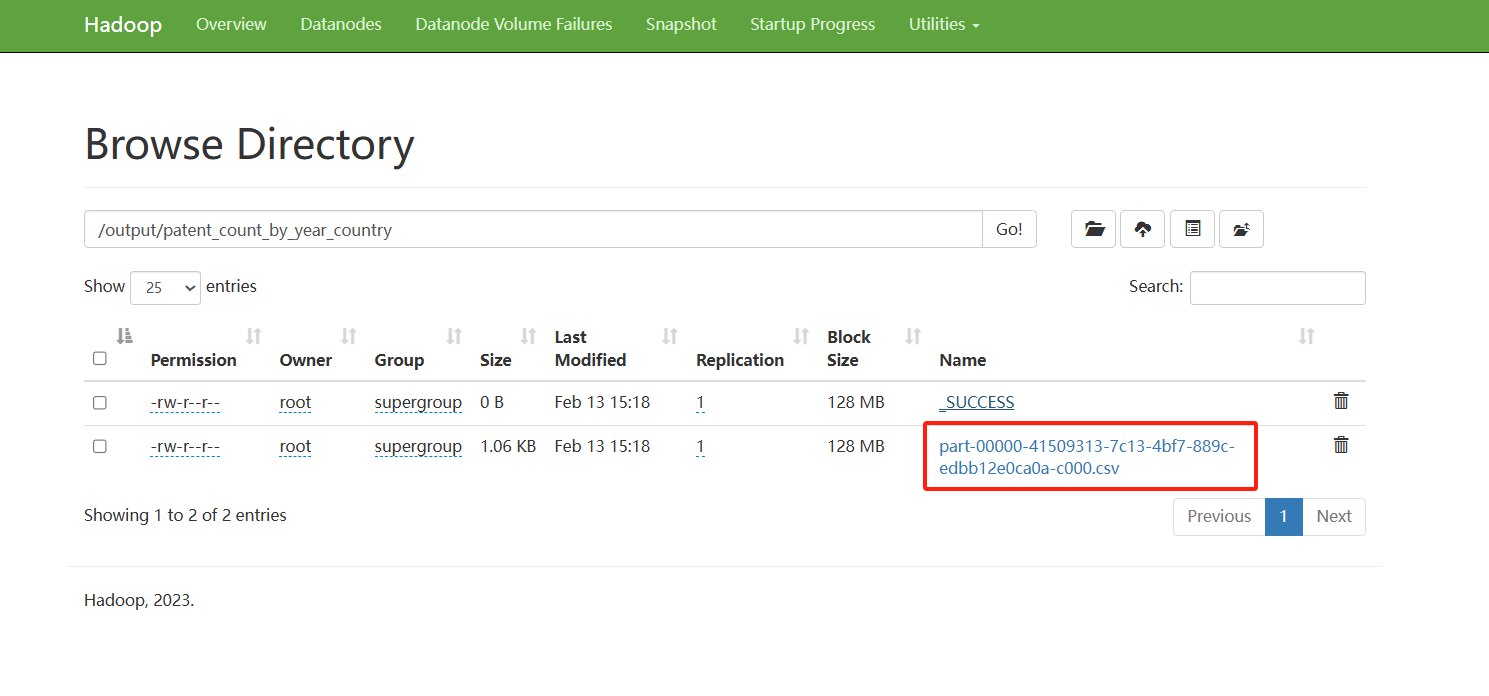 Hadoop Overview Datanodes Datanode Volume Failures Snapshot Startup Progress Utilities
Browse Directory
/output/patent_count_by_year_country Go!
Show 25 entries Search:
Permission Owner Group Size Last Modified Replication Block Size Name
-rw-r--r-- root supergroup 0 B Feb 13 15:18 1 128 MB _SUCCESS
-rw-r--r-- root supergroup 1.06 KB Feb 13 15:18 1 128 MB part-00000-41509313-7c13-4bf7-889c-
edbb12e0ca0a-c000.csv
Showing 1 to 2 of 2 entries Previous 1 Next
Hadoop, 2023.